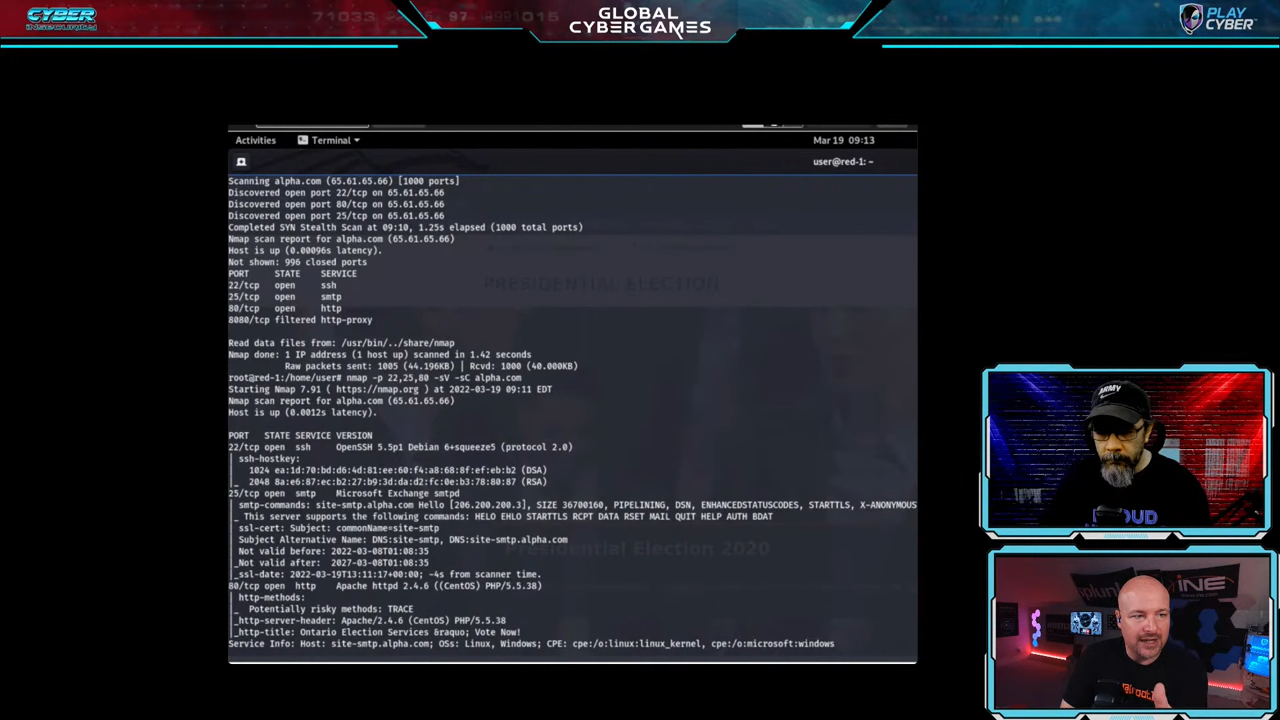 CYBER
INSECURITY
GLOBAL
CYBERGAMES
PLAY
CYBER
Activities
Terminal
Mar 19 09:13
user@red-1: ~
Scanning alpha.com (65.61.65.66) [1000 ports]
Discovered open port 22/tcp on 65.61.65.66
Discovered open port 80/tcp on 65.61.65.66
Discovered open port 25/tcp on 65.61.65.66
Completed SYN Stealth Scan at 09:10, 1.25s elapsed (1000 total ports)
Nmap scan report for alpha.com (65.61.65.66)
Host is up (0.00096s latency).
Not shown: 996 closed ports
PORT STATE SERVICE
22/tcp open ssh
25/tcp open smtp
80/tcp open http
8080/tcp filtered http-proxy
Read data files from: /usr/bin/../share/nmap
Nmap done: 1 IP address (1 host up) scanned in 1.42 seconds
Raw packets sent: 1005 (44.196KB) | Rcvd: 1000 (40.000KB)
root@red-1:/home/user# nmap -p 22,25,80 -sV -sC alpha.com
Starting Nmap 7.91 ( https://nmap.org ) at 2022-03-19 09:11 EDT
Nmap scan report for alpha.com (65.61.65.66)
Host is up (0.0012s latency).
PORT STATE SERVICE VERSION
22/tcp open ssh OpenSSH 5.5p1 Debian 6+squeeze5 (protocol 2.0)
| ssh-hostkey:
| 1024 ea:1d:70:bd:d6:4d:81:ee:60:f4:a8:68:8f:ef:eb:b2 (DSA)
|_ 2048 (RSA)
25/tcp open smtp Microsoft Exchange smtpd
| smtp-commands: site-smtp.alpha.com Hello [206.200.200.3], SIZE 36700160, PIPELINING, DSN, ENHANCEDSTATUSCODES, STARTTLS, X-ANONYMOUS
|_ This server supports the following commands: HELO EHLO STARTTLS RCPT DATA RSET MAIL QUIT HELP AUTH BDAT
| ssl-cert: Subject: commonName=site-smtp
| Subject Alternative Name: DNS:site-smtp, DNS:site-smtp.alpha.com
| Not valid before: 2022-03-08T01:08:35
|_Not valid after: 2027-03-08T01:08:35
|_ssl-date: 2022-03-19T13:11:17+00:00; -4s from scanner time.
80/tcp open http Apache httpd 2.4.6 ((CentOS) PHP/5.5.38)
| http-methods:
|_ Potentially risky methods: TRACE
|_http-server-header: Apache/2.4.6 (CentOS) PHP/5.5.38
|_http-title: Ontario Election Services &raquo; Vote Now!
Service Info: Host: site-smtp.alpha.com; OSs: Linux, Windows; CPE: cpe:/o:linux:linux_kernel, cpe:/o:microsoft:windows
PRESIDENTIAL ELECTION
Presidential Election 2020
ARMY
iNE